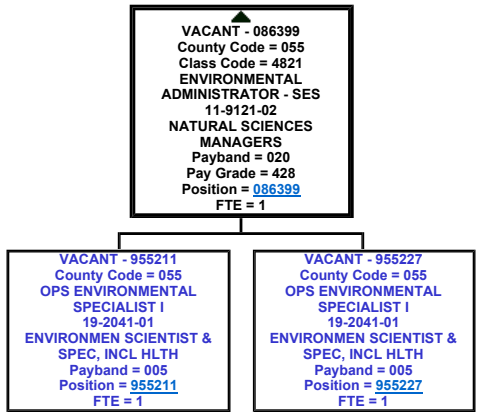 VACANT - 086399
County Code = 055
Class Code = 4821
ENVIRONMENTAL
ADMINISTRATOR - SES
11-9121-02
NATURAL SCIENCES
MANAGERS
Payband = 020
Pay Grade = 428
Position = 086399
FTE = 1
VACANT - 955211
County Code = 055
OPS ENVIRONMENTAL
SPECIALIST I
19-2041-01
ENVIRONMEN SCIENTIST &
SPEC, INCL HLTH
Payband = 005
Position = 955211
FTE = 1
VACANT - 955227
County Code = 055
OPS ENVIRONMENTAL
SPECIALIST I
19-2041-01
ENVIRONMEN SCIENTIST &
SPEC, INCL HLTH
Payband = 005
Position = 955227
FTE = 1